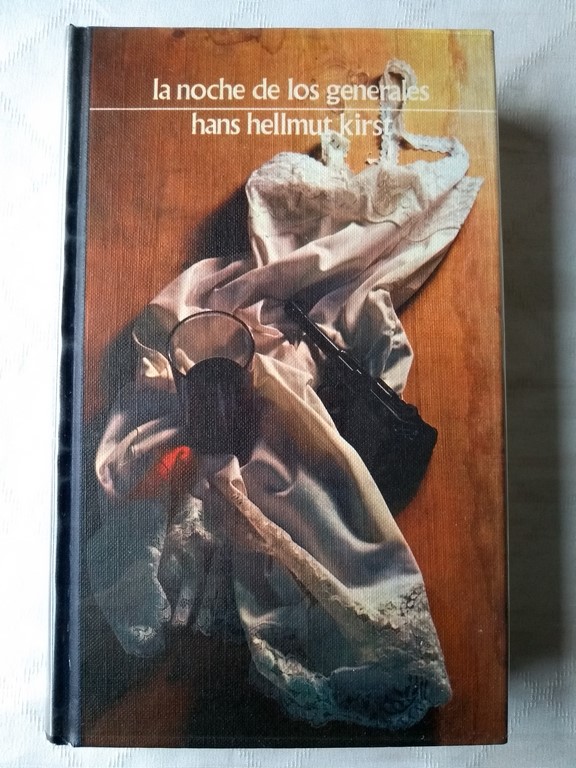 la noche de los generales
hans hellmut kirst